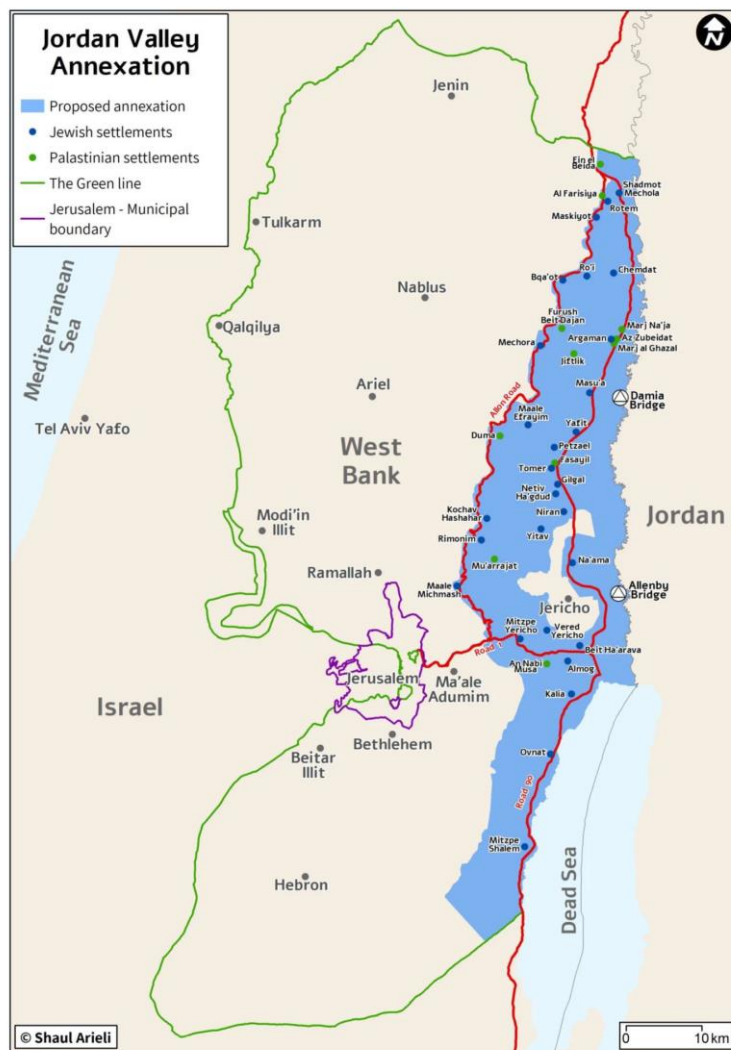 Jordan Valley
Annexation
Proposed annexation
Jewish settlements
Palastinian settlements
The Green line
Jerusalem - Municipal
boundary
N
Jenin
Ein el
Beida
Shadmot
Mechola
Al Farisiya
Rotem
Maskiyot
Tulkarm
Ro'i
Chemdat
Bqa'ot
Nablus
Furush
Beit Dajan
Marj Na'ja
Qalqilya
Argaman
Az Zubeidat
Mechora
Marj al Ghazal
Jiftlik
Mediterranean
Sea
Masu'a
Ariel
Damia
Bridge
Allon Road
Tel Aviv Yafo
Maale
Efrayim
Yafit
Duma
West
Bank
Petzael
Fasayil
Tomer
Gilgal
Netiv
Ha'gdud
Niran
Kochav
Hashahar
Jordan
Modi'in
Illit
Yitav
Rimonim
Mu'arrajat
Na'ama
Ramallah
Maale
Michmash
Allenby
Bridge
Jericho
Mitzpe
Yericho
Vered
Yericho
Road 1
Beit Ha'arava
An Nabi
Musa
Almog
Jerusalem
Ma'ale
Adumim
Kalia
Israel
Bethlehem
Beitar
Illit
Ovnat
Road 90
Mitzpe
Shalem
Hebron
Dead Sea
© Shaul Arieli
0 10 km